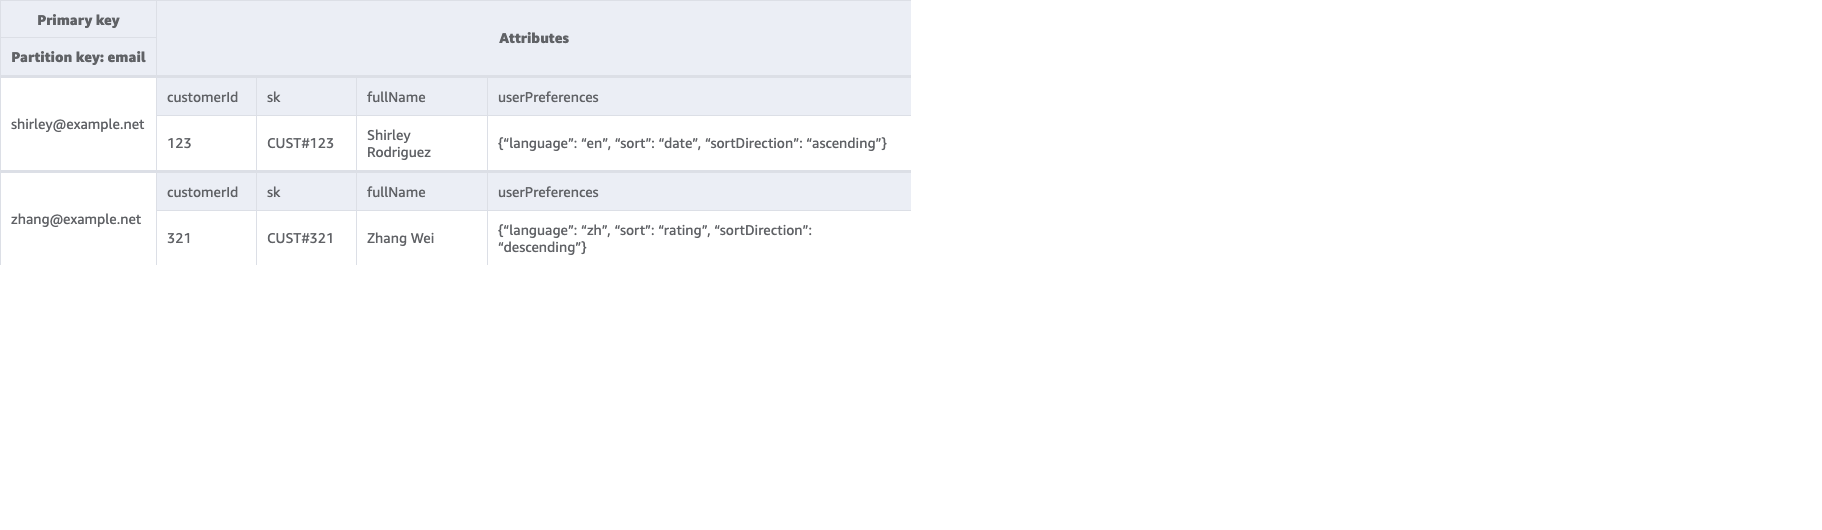 Primary key
Attributes
Partition key: email
customerId sk fullName userPreferences
shirley@example.net
123 CUST#123 Shirley Rodriguez {“language”: “en”, “sort”: “date”, “sortDirection”: “ascending”}
customerId sk fullName userPreferences
zhang@example.net
321 CUST#321 Zhang Wei {“language”: “zh”, “sort”: “rating”, “sortDirection”: “descending”}